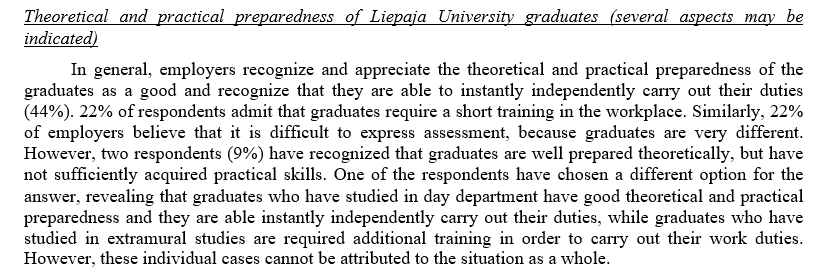 Theoretical and practical preparedness of Liepaja University graduates (several aspects may be
indicated)
In general, employers recognize and appreciate the theoretical and practical preparedness of the
graduates as a good and recognize that they are able to instantly independently carry out their duties
(44%). 22% of respondents admit that graduates require a short training in the workplace. Similarly, 22%
of employers believe that it is difficult to express assessment, because graduates are very different.
However, two respondents (9%) have recognized that graduates are well prepared theoretically, but have
not sufficiently acquired practical skills. One of the respondents have chosen a different option for the
answer, revealing that graduates who have studied in day department have good theoretical and practical
preparedness and they are able instantly independently carry out their duties, while graduates who have
studied in extramural studies are required additional training in order to carry out their work duties.
However, these individual cases cannot be attributed to the situation as a whole.